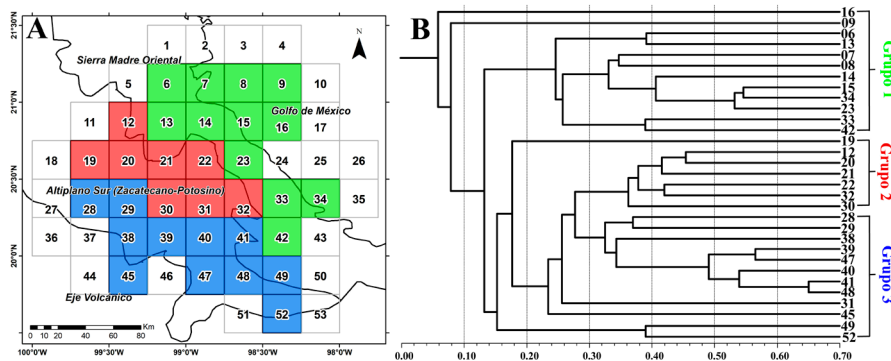 A
B
N
21°30'N
21°0'N
20°30'N
20°0'N
1 2 3 4
Sierra Madre Oriental
5 6 7 8 9 10
Golfo de México
11 12 13 14 15 16 17
18 19 20 21 22 23 24 25 26
Altiplano Sur (Zacatecano-Potosino)
27 28 29 30 31 32 33 34 35
36 37 38 39 40 41 42 43
44 45 46 47 48 49 50
Eje Volcánico
51 52 53
0 10 20 40 60 80
Km
100°0'W 99°30'W 99°0'W 98°30'W 98°0'W
16
09
06
13
07
08
14
15
34
23
33
42
19
12
20
21
22
32
30
28
29
38
39
47
40
41
48
31
45
49
52
Grupo 1
Grupo 2
Grupo 3
0.00 0.10 0.20 0.30 0.40 0.50 0.60 0.70